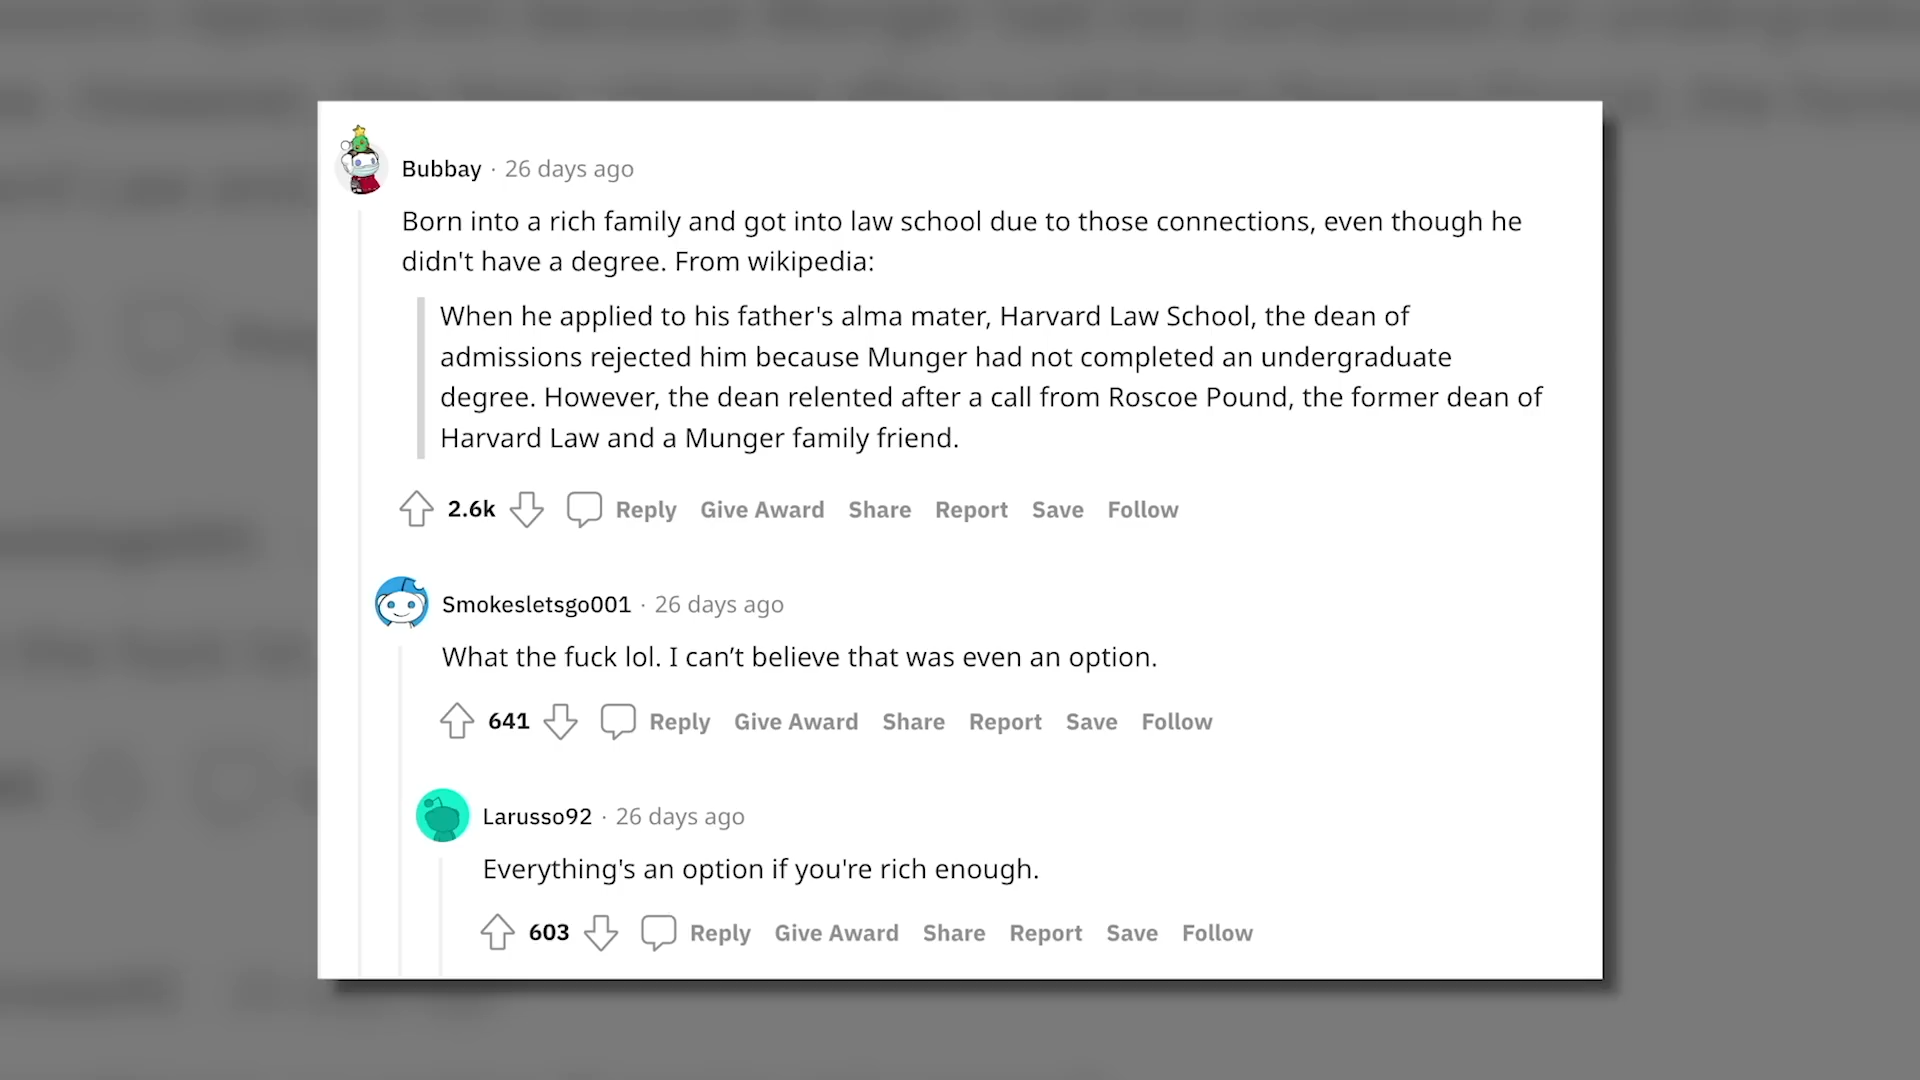 Bubbay · 26 days ago
Born into a rich family and got into law school due to those connections, even though he
didn't have a degree. From wikipedia:
When he applied to his father's alma mater, Harvard Law School, the dean of
admissions rejected him because Munger had not completed an undergraduate
degree. However, the dean relented after a call from Roscoe Pound, the former dean of
Harvard Law and a Munger family friend.
2.6k Reply Give Award Share Report Save Follow
Smokesletsgo001 · 26 days ago
What the fuck lol. I can’t believe that was even an option.
641 Reply Give Award Share Report Save Follow
Larusso92 · 26 days ago
Everything's an option if you're rich enough.
603 Reply Give Award Share Report Save Follow